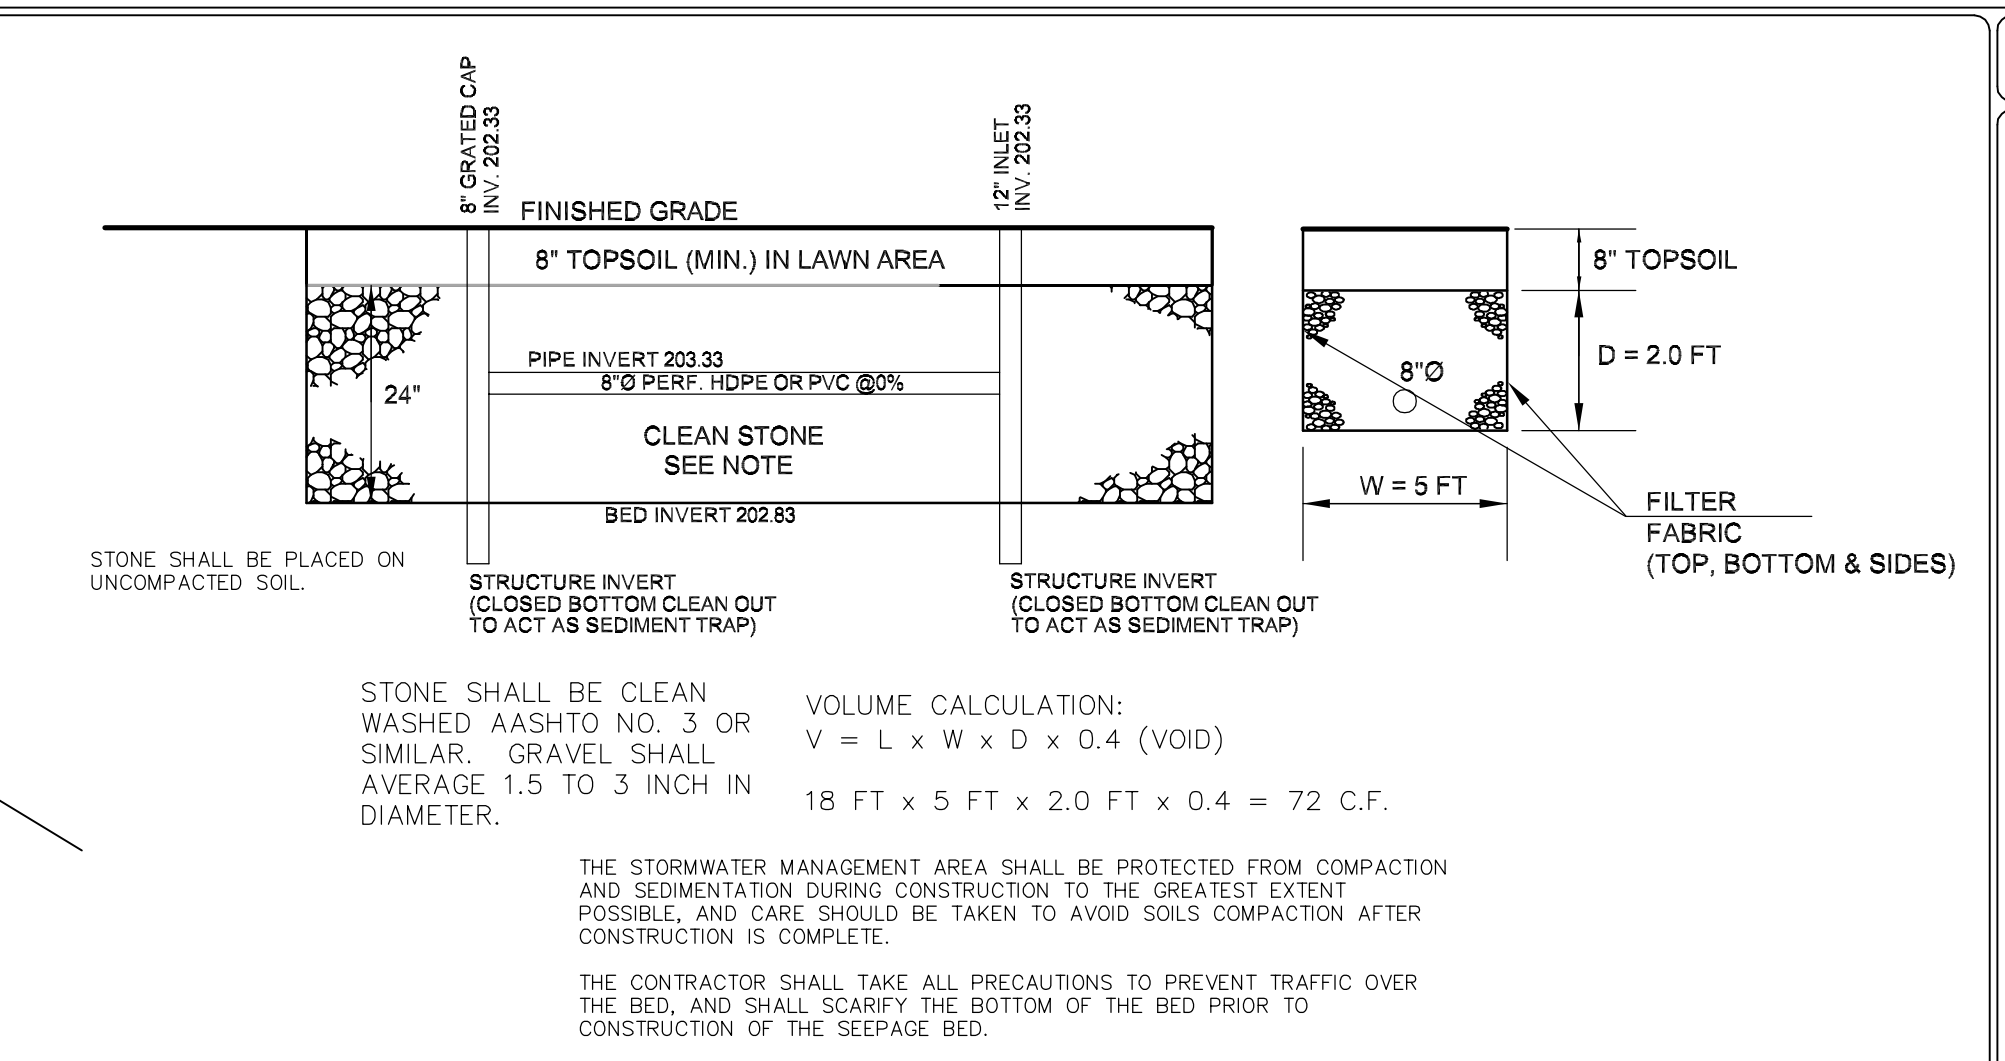 8" GRATED CAP
INV. 202.33
12" INLET
INV. 202.33
FINISHED GRADE
8" TOPSOIL (MIN.) IN LAWN AREA
8" TOPSOIL
PIPE INVERT 203.33
8"Ø PERF. HDPE OR PVC @0%
24"
8"Ø
D = 2.0 FT
CLEAN STONE
SEE NOTE
BED INVERT 202.83
W = 5 FT
FILTER
FABRIC
(TOP, BOTTOM & SIDES)
STONE SHALL BE PLACED ON
UNCOMPACTED SOIL.
STRUCTURE INVERT
(CLOSED BOTTOM CLEAN OUT
TO ACT AS SEDIMENT TRAP)
STRUCTURE INVERT
(CLOSED BOTTOM CLEAN OUT
TO ACT AS SEDIMENT TRAP)
STONE SHALL BE CLEAN
WASHED AASHTO NO. 3 OR
SIMILAR. GRAVEL SHALL
AVERAGE 1.5 TO 3 INCH IN
DIAMETER.
VOLUME CALCULATION:
V = L x W x D x 0.4 (VOID)
18 FT x 5 FT x 2.0 FT x 0.4 = 72 C.F.
THE STORMWATER MANAGEMENT AREA SHALL BE PROTECTED FROM COMPACTION
AND SEDIMENTATION DURING CONSTRUCTION TO THE GREATEST EXTENT
POSSIBLE, AND CARE SHOULD BE TAKEN TO AVOID SOILS COMPACTION AFTER
CONSTRUCTION IS COMPLETE.
THE CONTRACTOR SHALL TAKE ALL PRECAUTIONS TO PREVENT TRAFFIC OVER
THE BED, AND SHALL SCARIFY THE BOTTOM OF THE BED PRIOR TO
CONSTRUCTION OF THE SEEPAGE BED.